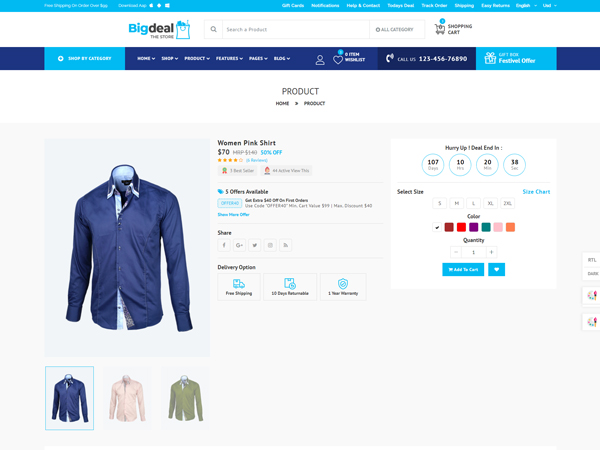 Free Shipping On Order Over $99
Download App
Gift Cards Notifications Help & Contact Todays Deal Track Order Shipping Easy Returns English Usd
Bigdeal
THE STORE
Search a Product
ALL CATEGORY
0
SHOPPING
CART
SHOP BY CATEGORY
HOME SHOP PRODUCT FEATURES PAGES BLOG
0 ITEM
WISHLIST
CALL US 123-456-76890
GIFT BOX
Festivel Offer
PRODUCT
HOME » PRODUCT
Women Pink Shirt
$70 MRP $140 50% OFF
(6 Reviews)
5 Best Seller
44 Active View This
5 Offers Available
OFFER40
Get Extra $40 Off On First Orders
Use Code "OFFER40" Min. Cart Value $99 | Max. Discount $40
Show More Offer
Share
Delivery Option
Free Shipping
10 Days Returnable
1 Year Warranty
Hurry Up ! Deal End In :
107 10 20 38
Days Hrs Min Sec
Select Size
Size Chart
S M L XL 2XL
Color
Quantity
- 1 +
Add To Cart
RTL
DARK